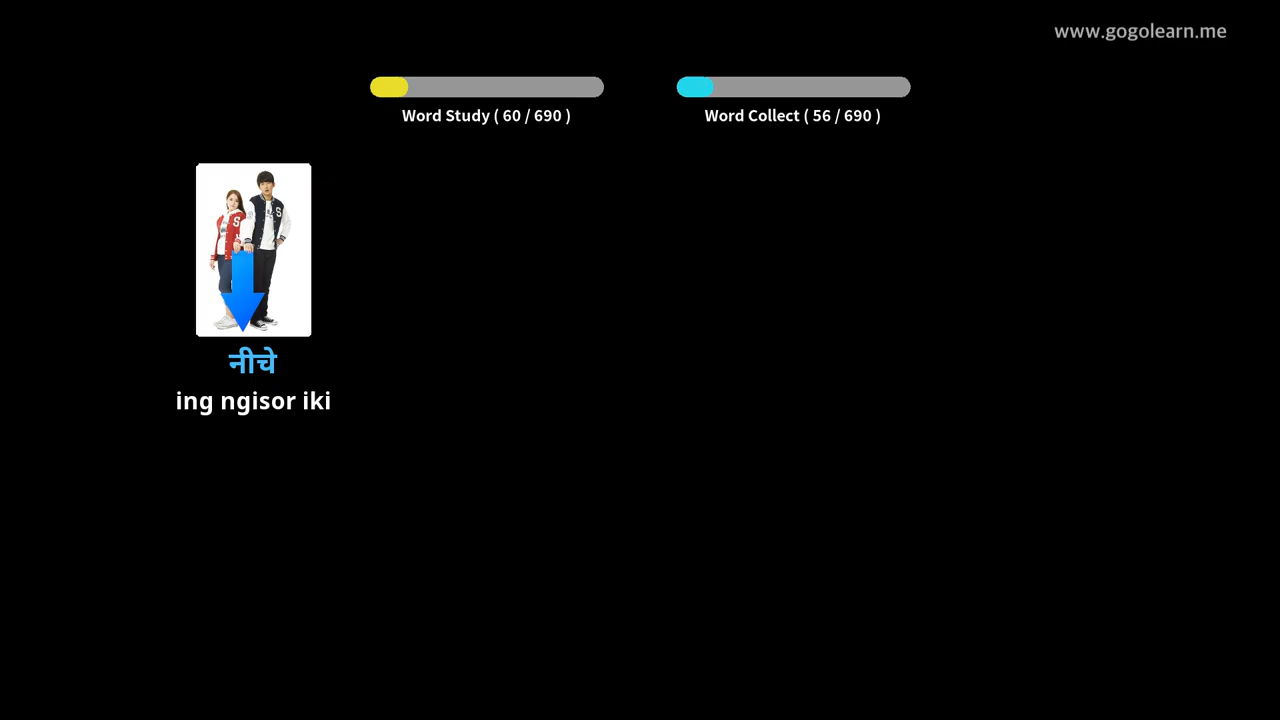 www.gogolearn.me
Word Study ( 60 / 690 )
Word Collect ( 56 / 690 )
नीचे
ing ngisor iki